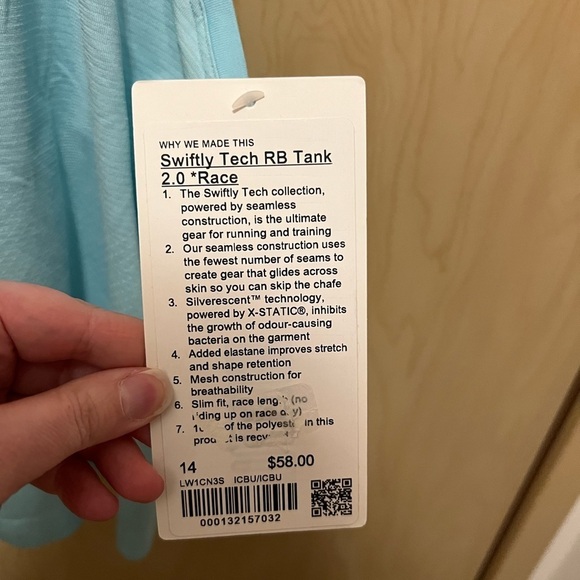 WHY WE MADE THIS
Swiftly Tech RB Tank
2.0 *Race
1. The Swiftly Tech collection,
powered by seamless
construction, is the ultimate
gear for running and training
2. Our seamless construction uses
the fewest number of seams to
create gear that glides across
skin so you can skip the chafe
3. Silverescent™ technology,
powered by X-STATIC®, inhibits
the growth of odour-causing
bacteria on the garment
4. Added elastane improves stretch
and shape retention
5. Mesh construction for
breathability
6. Slim fit, race length (no
riding up on race day)
7. of the in this
is
14 $58.00
LW1CN3S ICBU/ICBU
000132157032